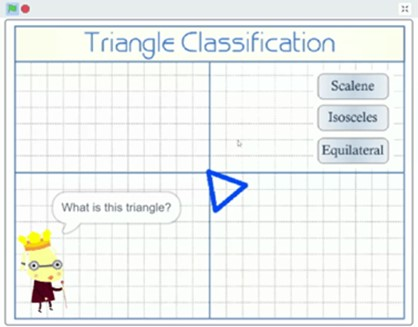 Triangle Classification
Scalene
Isosceles
Equilateral
What is this triangle?